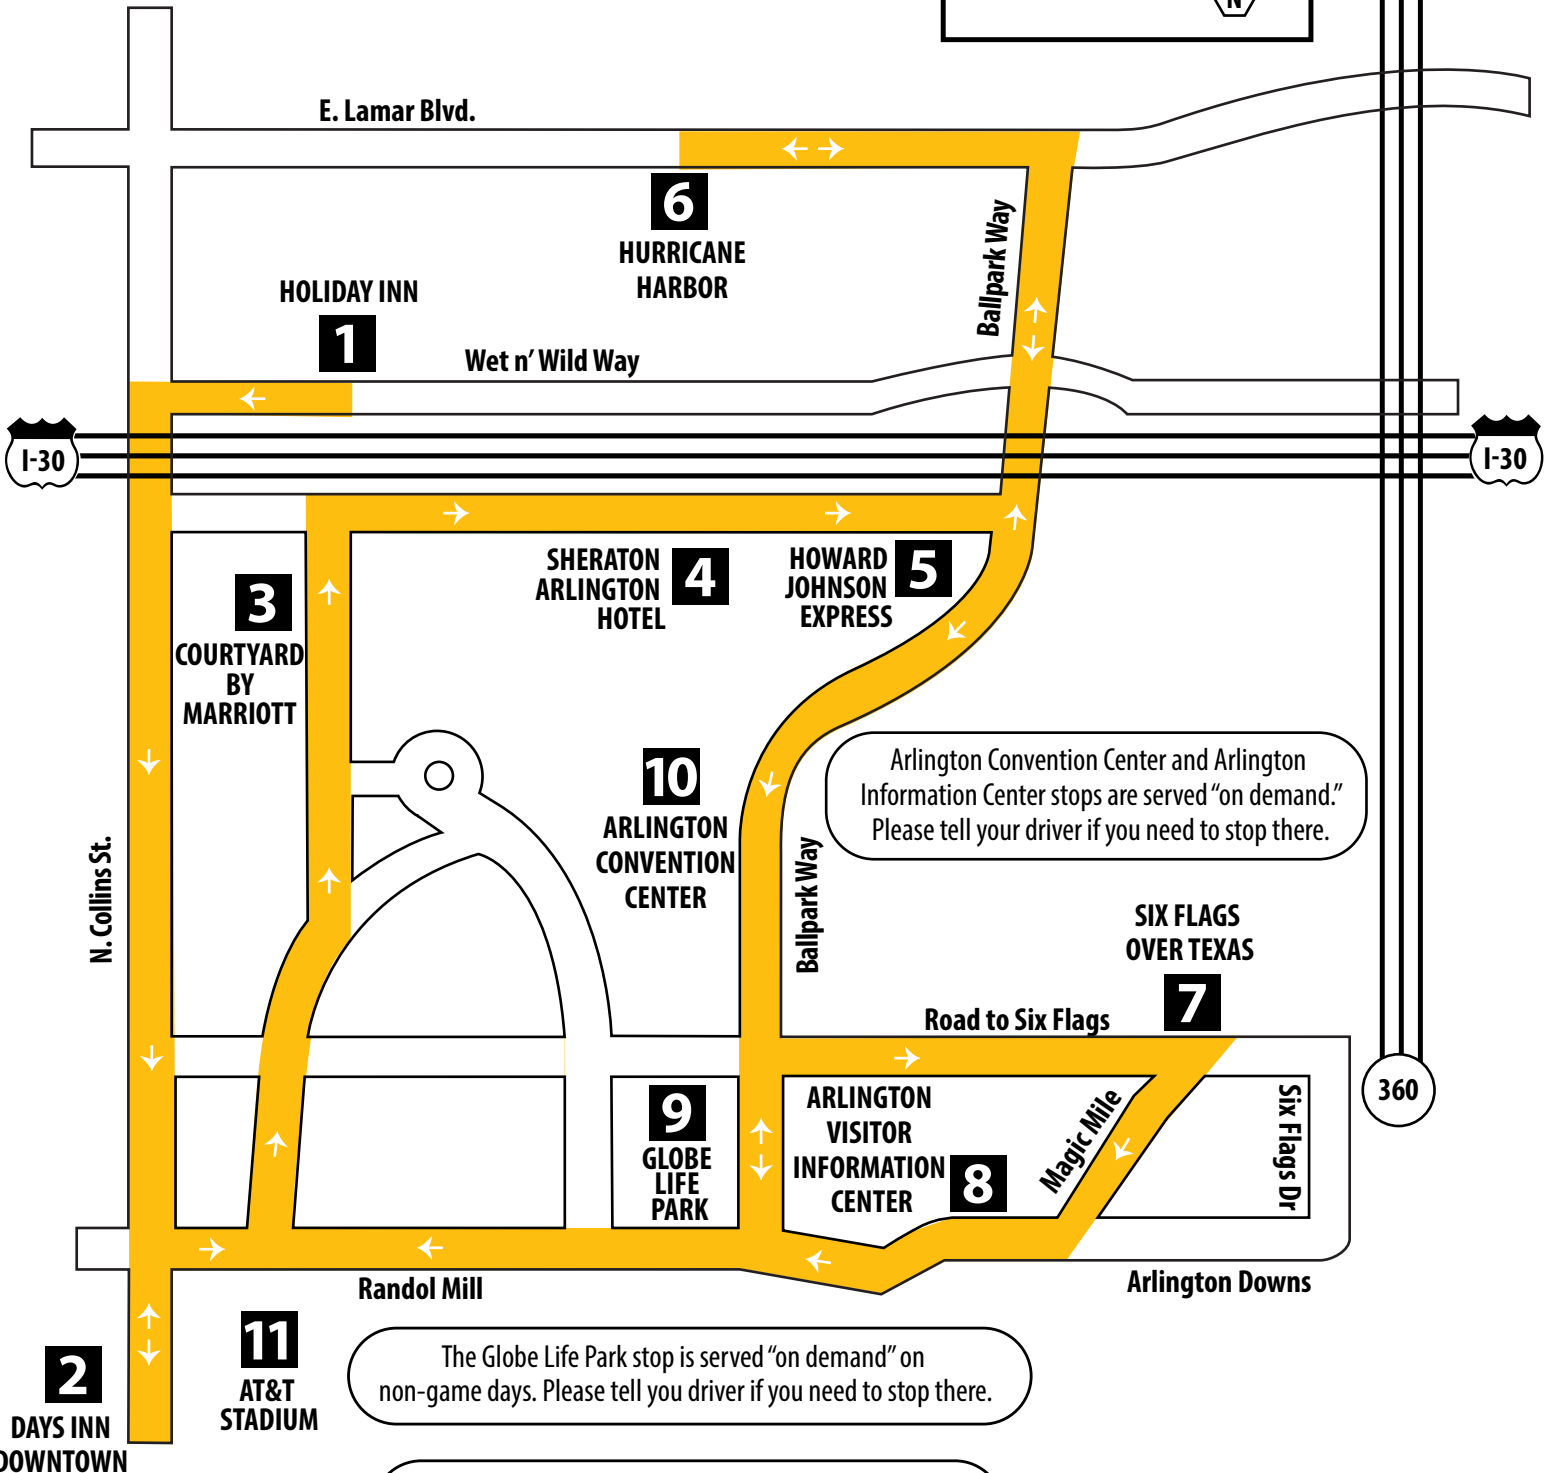 N
E. Lamar Blvd.
6
HURRICANE
HARBOR
Ballpark Way
HOLIDAY INN
1
Wet n' Wild Way
I-30
I-30
SHERATON
ARLINGTON
HOTEL
4
HOWARD
JOHNSON
EXPRESS
5
3
COURTYARD
BY
MARRIOTT
10
ARLINGTON
CONVENTION
CENTER
Arlington Convention Center and Arlington
Information Center stops are served “on demand.”
Please tell your driver if you need to stop there.
N. Collins St.
Ballpark Way
SIX FLAGS
OVER TEXAS
7
Road to Six Flags
360
9
GLOBE
LIFE
PARK
ARLINGTON
VISITOR
INFORMATION
CENTER
8
Magic Mile
Six Flags Dr
Randol Mill
Arlington Downs
2
DAYS INN
DOWNTOWN
11
AT&T
STADIUM
The Globe Life Park stop is served “on demand” on
non-game days. Please tell you driver if you need to stop there.